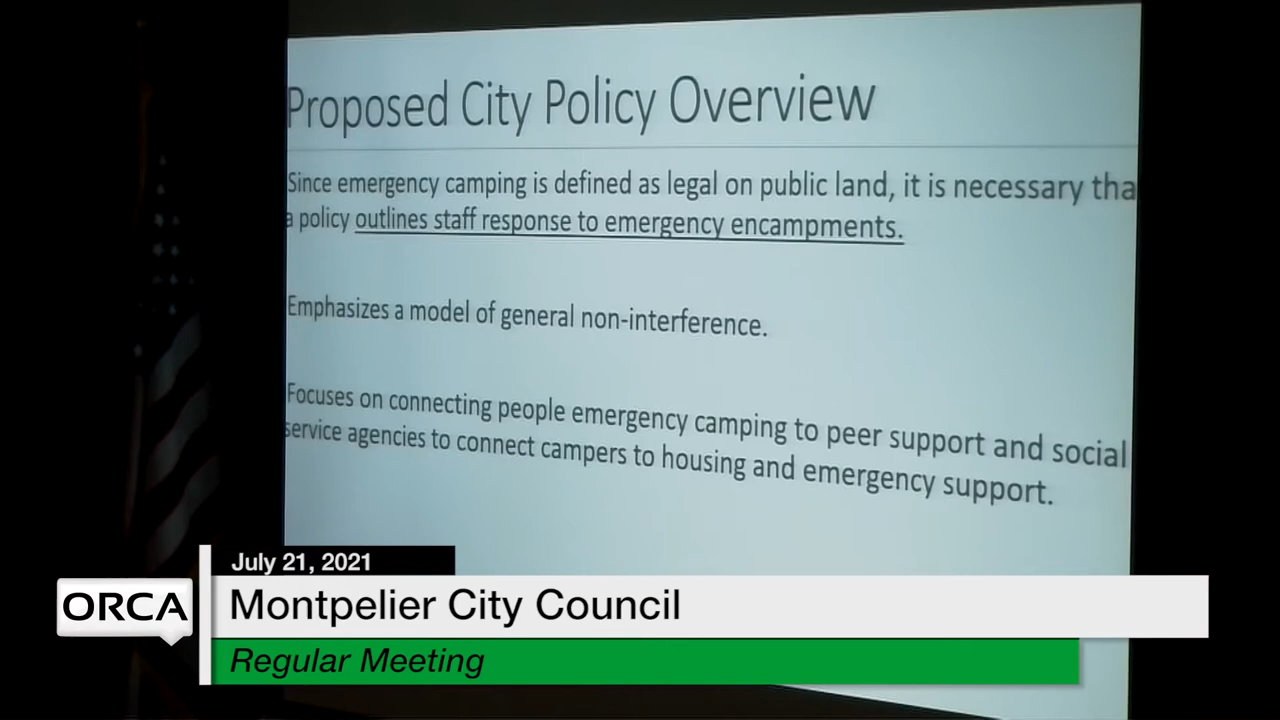 Proposed City Policy Overview
Since emergency camping is defined as legal on public land, it is necessary tha
a policy outlines staff response to emergency encampments.
Emphasizes a model of general non-interference.
Focuses on connecting people emergency camping to peer support and social
service agencies to connect campers to housing and emergency support.
July 21, 2021
ORCA
Montpelier City Council
Regular Meeting